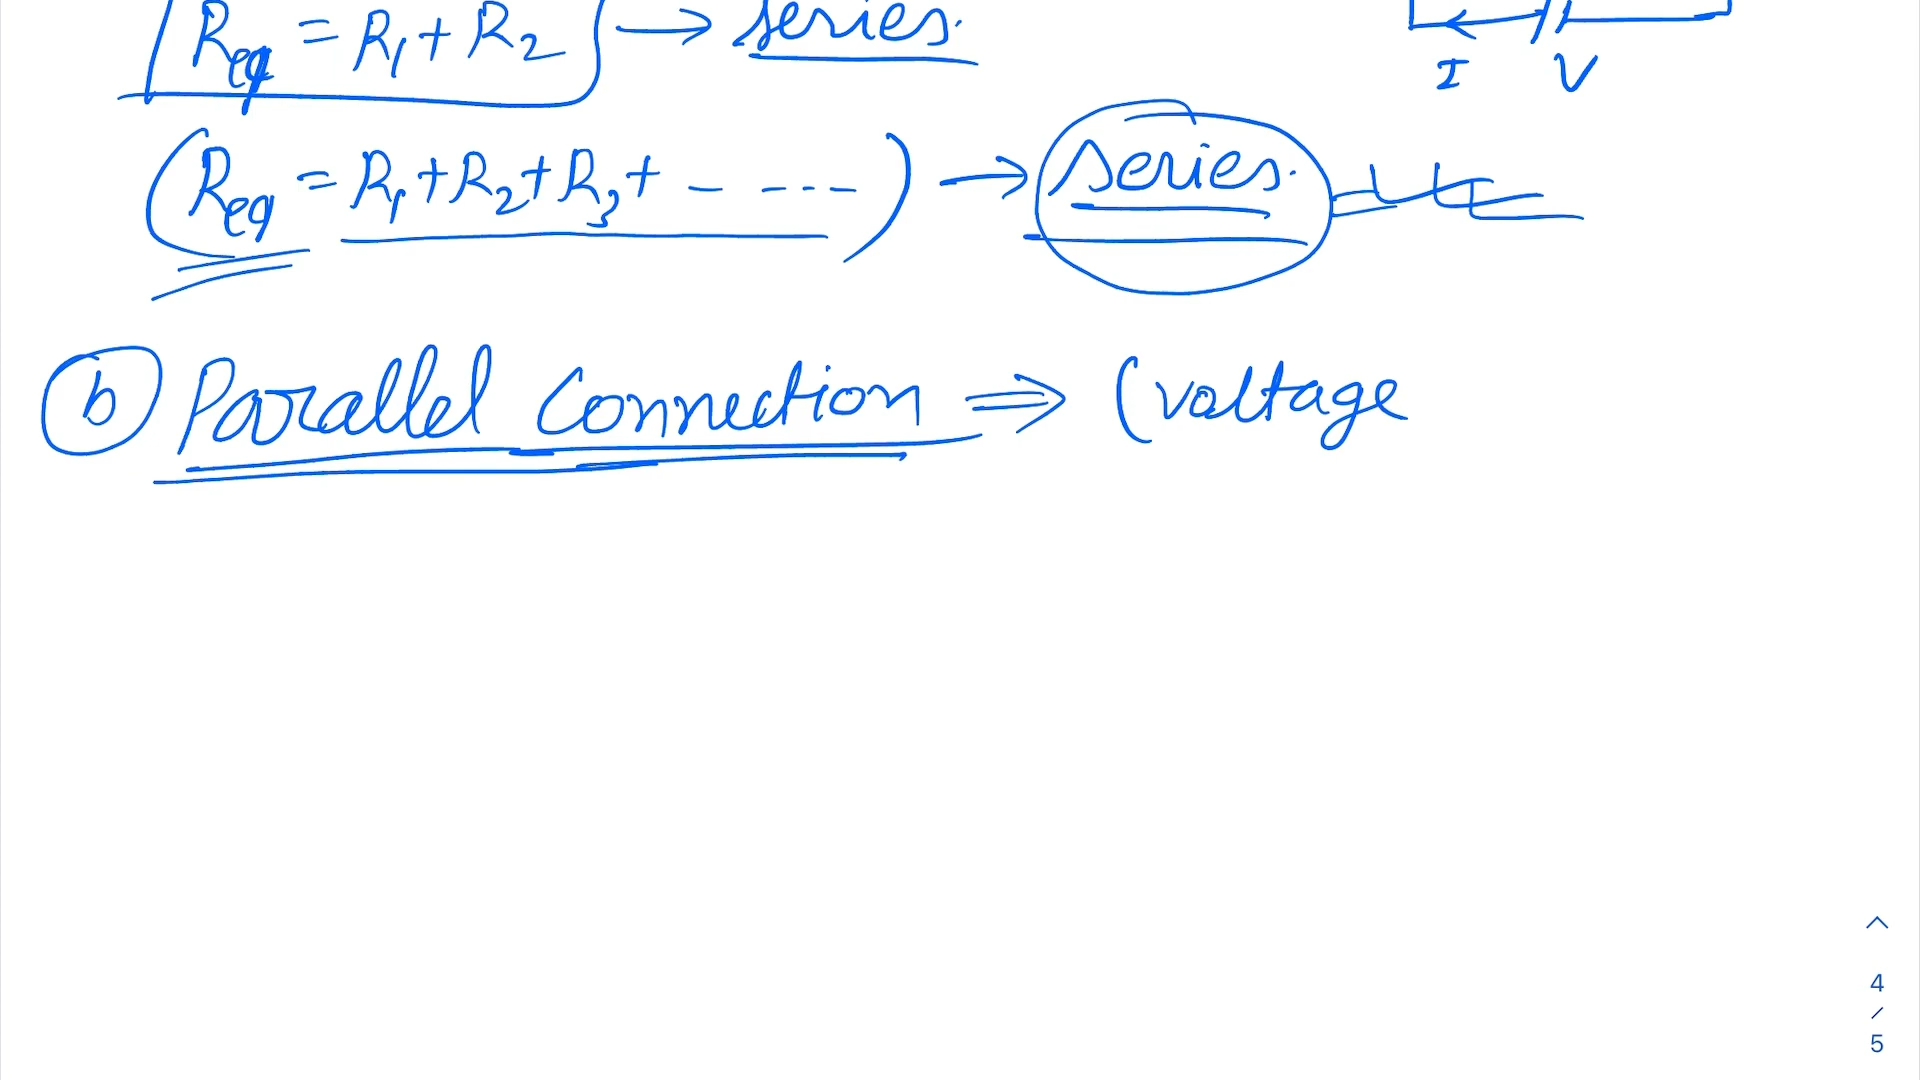 Req = R1 + R2 → series.
I V
(Req = R1 + R2 + R3 + - ---) → series.
b Parallel Connection ⇒ (voltage
4
/
5